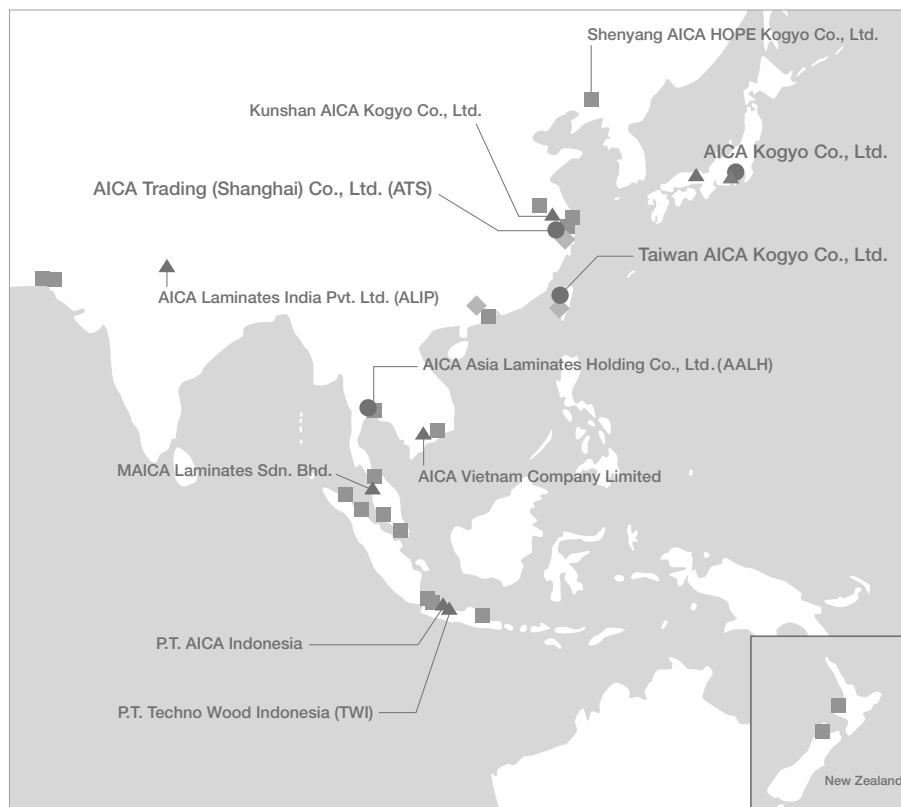 Shenyang AICA HOPE Kogyo Co., Ltd.
Kunshan AICA Kogyo Co., Ltd.
AICA Kogyo Co., Ltd.
AICA Trading (Shanghai) Co., Ltd. (ATS)
Taiwan AICA Kogyo Co., Ltd.
AICA Laminates India Pvt. Ltd. (ALIP)
AICA Asia Laminates Holding Co., Ltd. (AALH)
MAICA Laminates Sdn. Bhd.
AICA Vietnam Company Limited
P.T. AICA Indonesia
P.T. Techno Wood Indonesia (TWI)
New Zealand